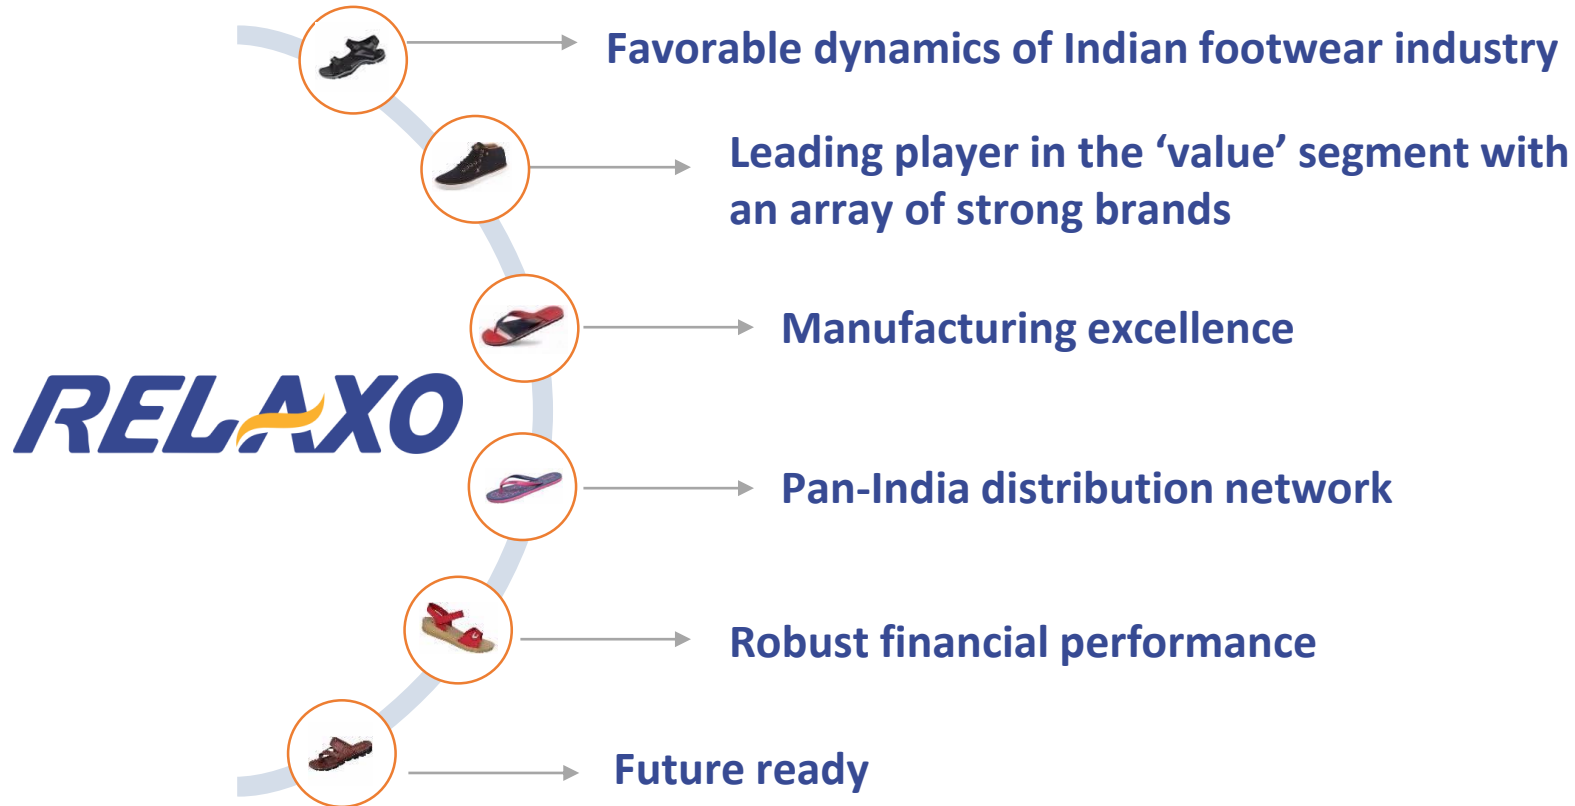 Favorable dynamics of Indian footwear industry
Leading player in the ‘value’ segment with
an array of strong brands
Manufacturing excellence
RELAXO
Pan-India distribution network
Robust financial performance
Future ready